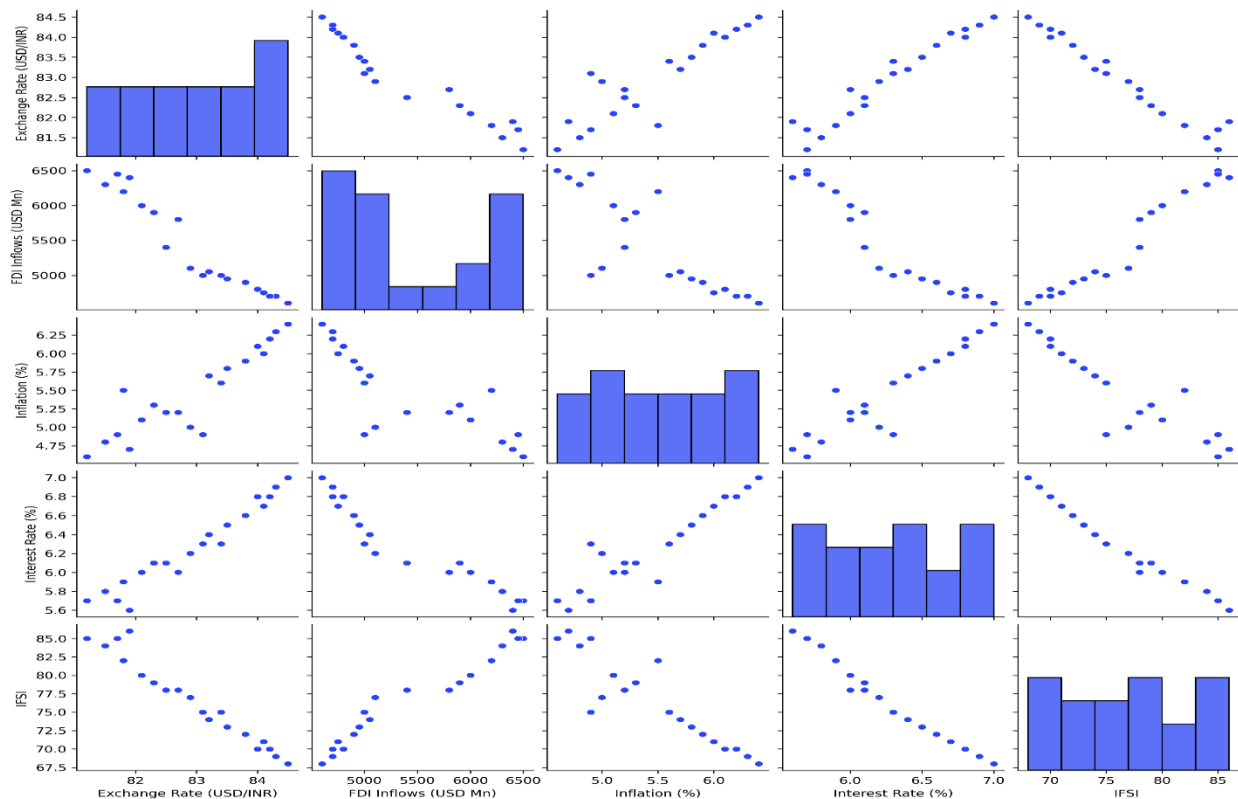 84.5
84.0
83.5
83.0
82.5
82.0
81.5
Exchange Rate (USD/INR)
6500
6000
5500
5000
FDI Inflows (USD Mn)
6.25
6.00
5.75
5.50
5.25
5.00
4.75
Inflation (%)
7.0
6.8
6.6
6.4
6.2
6.0
5.8
5.6
Interest Rate (%)
85.0
82.5
80.0
77.5
75.0
72.5
70.0
67.5
IFSI
82 83 84
Exchange Rate (USD/INR)
5000 5500 6000 6500
FDI Inflows (USD Mn)
5.0 5.5 6.0
Inflation (%)
6.0 6.5 7.0
Interest Rate (%)
70 75 80 85
IFSI